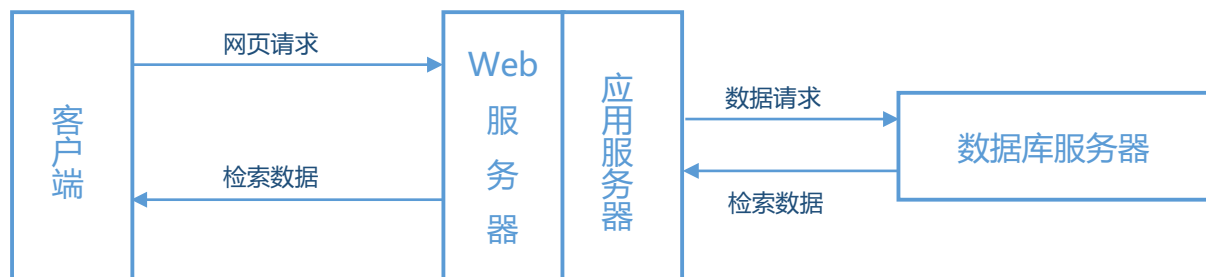 客户端
网页请求
检索数据
Web
服
务
器
应用服务器
数据请求
检索数据
数据库服务器